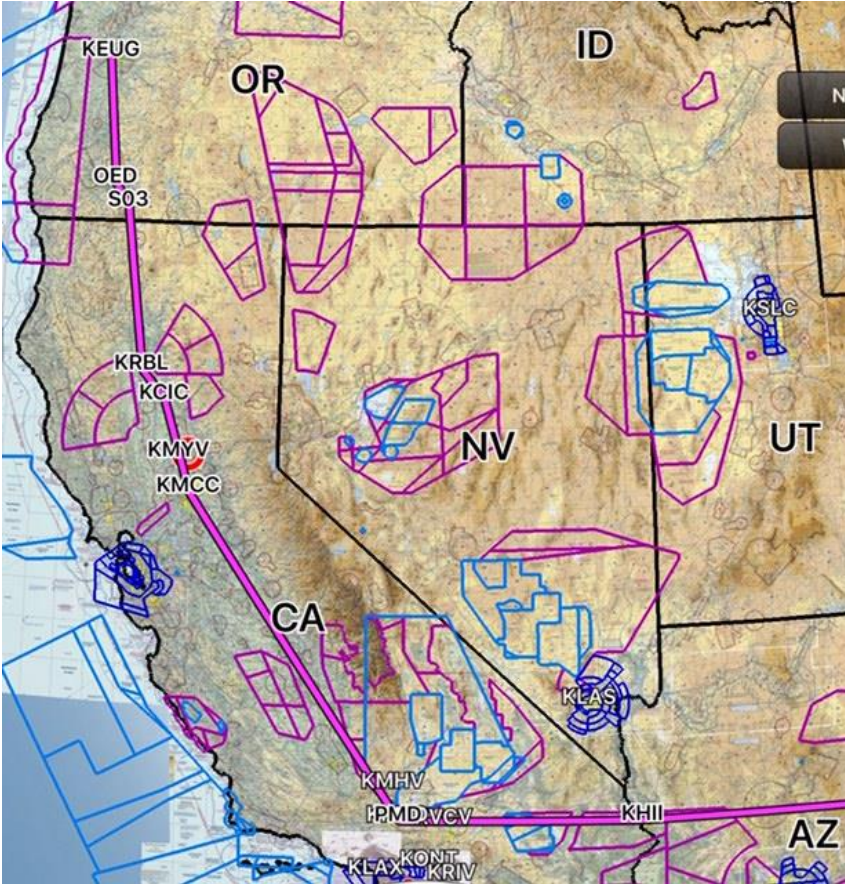 KEUG
ID
OR
N
OED
S03
KSLC
KRBL
KCIC
NV
UT
KMYV
KMCC
CA
KLAS
KMHV
PMD
VCV
KHII
AZ
KLAX
KONT
KRIV